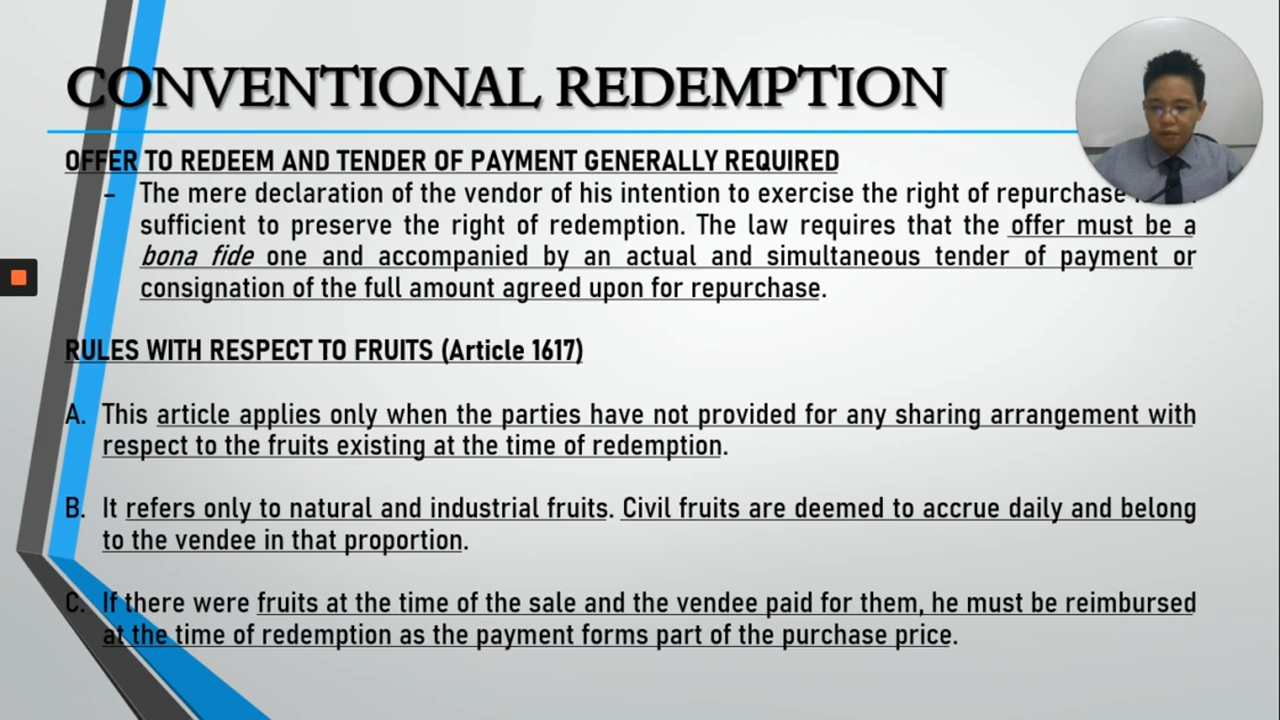 CONVENTIONAL REDEMPTION
OFFER TO REDEEM AND TENDER OF PAYMENT GENERALLY REQUIRED
- The mere declaration of the vendor of his intention to exercise the right of repurchase
sufficient to preserve the right of redemption. The law requires that the offer must be a
bona fide one and accompanied by an actual and simultaneous tender of payment or
consignation of the full amount agreed upon for repurchase.
RULES WITH RESPECT TO FRUITS (Article 1617)
A. This article applies only when the parties have not provided for any sharing arrangement with
respect to the fruits existing at the time of redemption.
B. It refers only to natural and industrial fruits. Civil fruits are deemed to accrue daily and belong
to the vendee in that proportion.
C. If there were fruits at the time of the sale and the vendee paid for them, he must be reimbursed
at the time of redemption as the payment forms part of the purchase price.